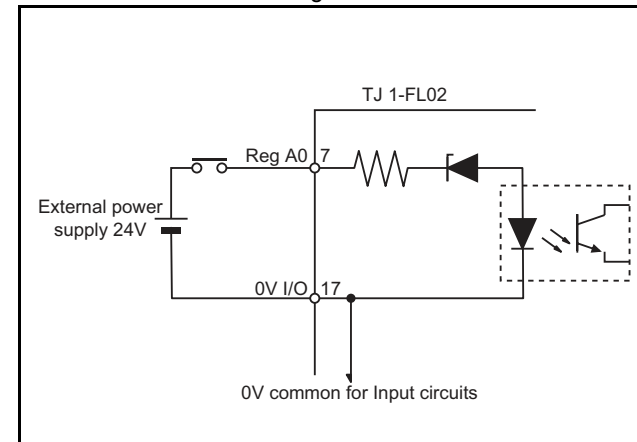 TJ 1-FL02
Reg A0 7
External power
supply 24V
0V I/O 17
0V common for Input circuits